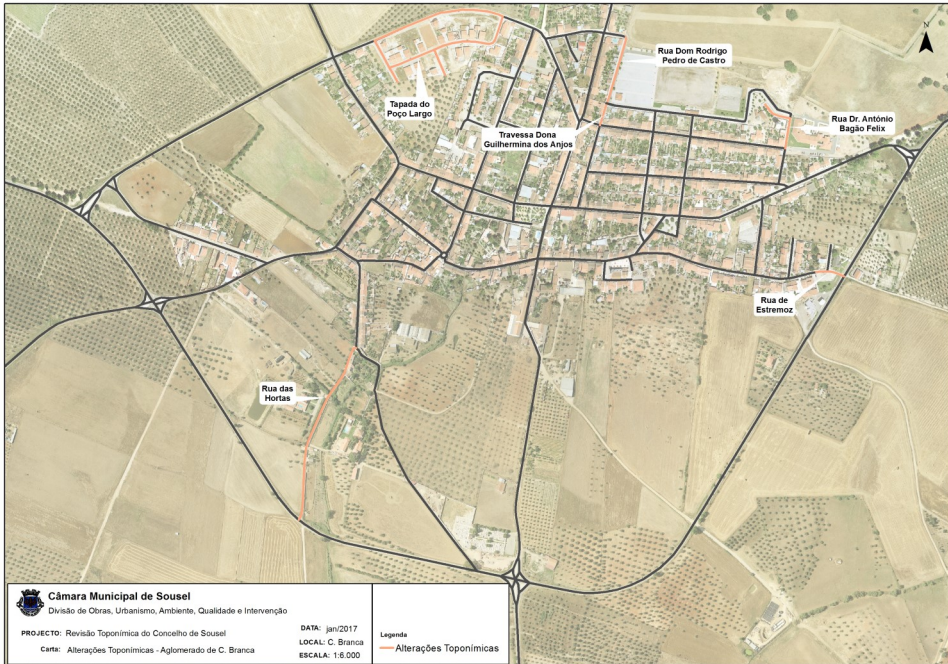 N
Rua Dom Rodrigo
Pedro de Castro
Tapada do
Poço Largo
Travessa Dona
Guilhermina dos Anjos
Rua Dr. António
Bagão Felix
Rua de
Estremoz
Rua das
Hortas
Câmara Municipal de Sousel
Divisão de Obras, Urbanismo, Ambiente, Qualidade e Intervenção
PROJECTO: Revisão Toponímica do Concelho de Sousel
Carta: Alterações Toponímicas - Aglomerado de C. Branca
DATA: jan/2017
LOCAL: C. Branca
ESCALA: 1:6.000
Legenda
Alterações Toponímicas